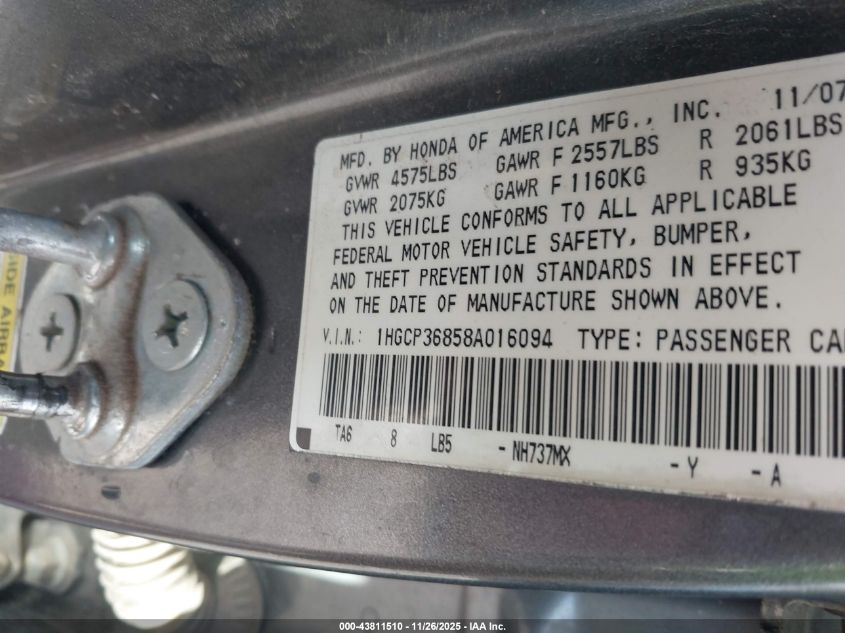 MFD. BY HONDA OF AMERICA MFG., INC. 11/07
GVWR 4575LBS GAWR F 2557LBS R 2061LBS
GVWR 2075KG GAWR F 1160KG R 935KG
THIS VEHICLE CONFORMS TO ALL APPLICABLE
FEDERAL MOTOR VEHICLE SAFETY, BUMPER,
AND THEFT PREVENTION STANDARDS IN EFFECT
ON THE DATE OF MANUFACTURE SHOWN ABOVE.
V.I.N.: 1HGCP36858A016094 TYPE: PASSENGER CA
TA6 8 LB5 -NH737MX -Y -A
SIDE AIRBA
000-43811510 - 11/26/2025 - IAA Inc.